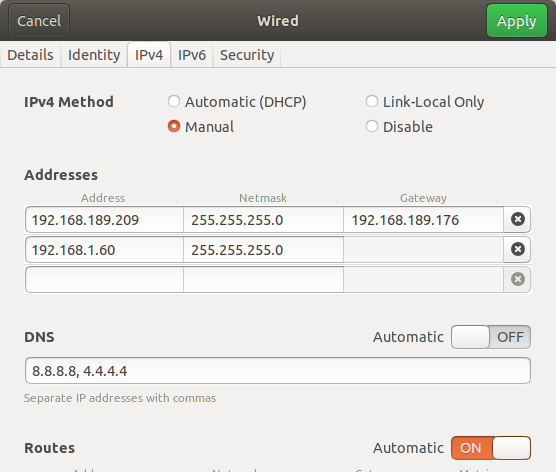 Cancel Wired Apply
Details Identity IPv4 IPv6 Security
IPv4 Method Automatic (DHCP) Link-Local Only
Manual Disable
Addresses
Address Netmask Gateway
192.168.189.209 255.255.255.0 192.168.189.176
192.168.1.60 255.255.255.0
DNS Automatic OFF
8.8.8.8, 4.4.4.4
Separate IP addresses with commas
Routes Automatic ON